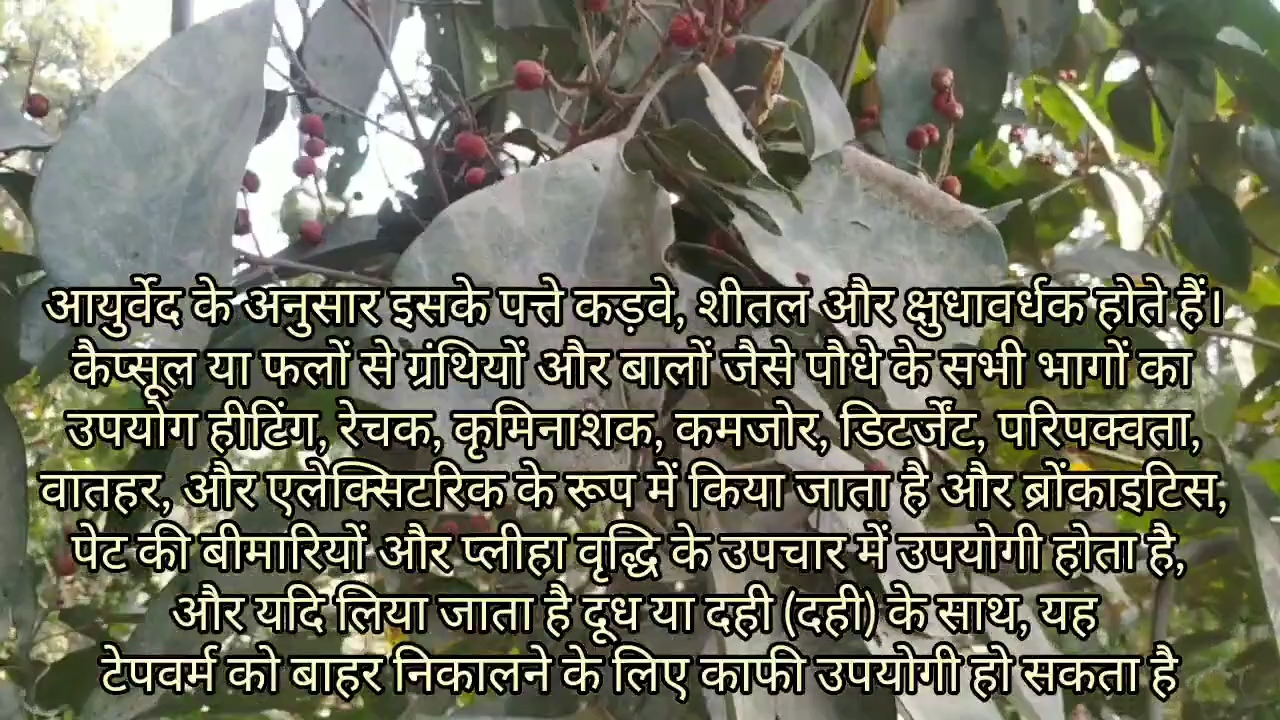 आयुर्वेद के अनुसार इसके पत्ते कड़वे, शीतल और क्षुधावर्धक होते हैं।
कैप्सूल या फलों से ग्रंथियों और बालों जैसे पौधे के सभी भागों का
उपयोग हीटिंग, रेचक, कृमिनाशक, कमजोर, डिटर्जेंट, परिपक्वता,
वातहर, और एलेक्सिटरिक के रूप में किया जाता है और ब्रोंकाइटिस,
पेट की बीमारियों और प्लीहा वृद्धि के उपचार में उपयोगी होता है,
और यदि लिया जाता है दूध या दही (दही) के साथ, यह
टेपवर्म को बाहर निकालने के लिए काफी उपयोगी हो सकता है